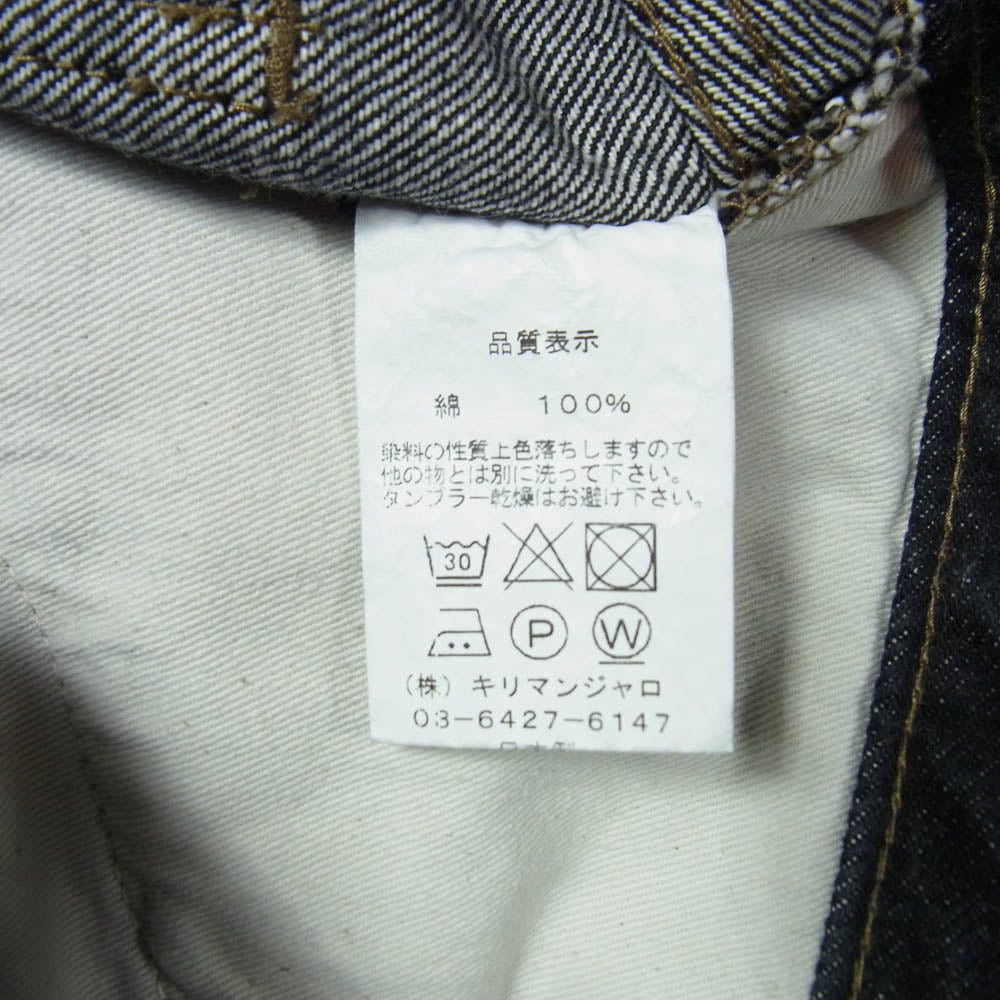 品質表示
綿 100%
染料の性質上色落ちしますので
他の物とは別に洗って下さい。
タンブラー乾燥はお避け下さい。
30
P W
(株) キリマンジャロ
03-6427-6147